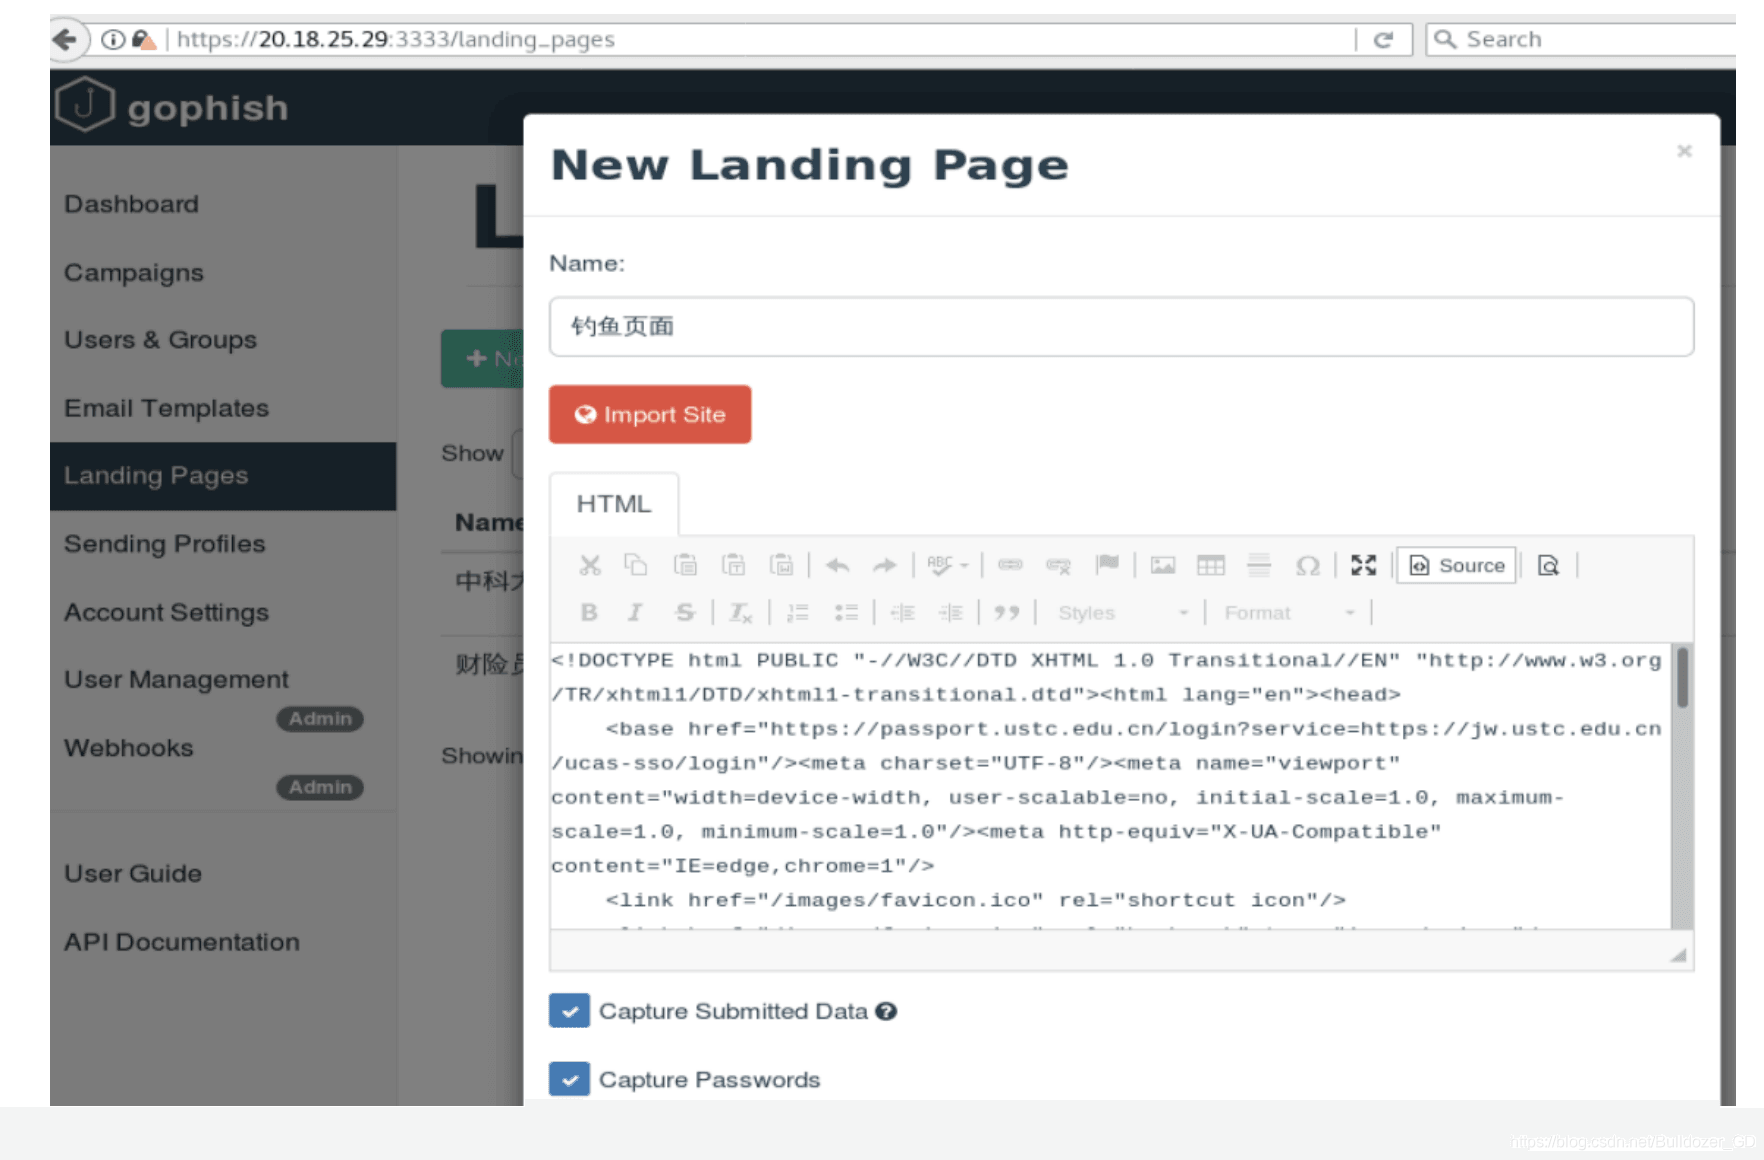 https://20.18.25.29:3333/landing_pages
Search
gophish
New Landing Page
×
Dashboard
Campaigns
Users & Groups
Email Templates
Landing Pages
Sending Profiles
Account Settings
User Management
Admin
Webhooks
Admin
User Guide
API Documentation
L
Show
Name
中科
财险
Name:
钓鱼页面
Import Site
HTML
ABC
Source
B I S Tx
Styles
Format
<!DOCTYPE html PUBLIC "-//W3C//DTD XHTML 1.0 Transitional//EN" "http://www.w3.org
/TR/xhtml1/DTD/xhtml1-transitional.dtd"><html lang="en"><head>
<base href="https://passport.ustc.edu.cn/login?service=https://jw.ustc.edu.cn
/ucas-sso/login"/><meta charset="UTF-8"/><meta name="viewport"
content="width=device-width, user-scalable=no, initial-scale=1.0, maximum-
scale=1.0, minimum-scale=1.0"/><meta http-equiv="X-UA-Compatible"
content="IE=edge,chrome=1"/>
<link href="/images/favicon.ico" rel="shortcut icon"/>
Capture Submitted Data
Capture Passwords
https://blog.csdn.net/Bulldozer_GD